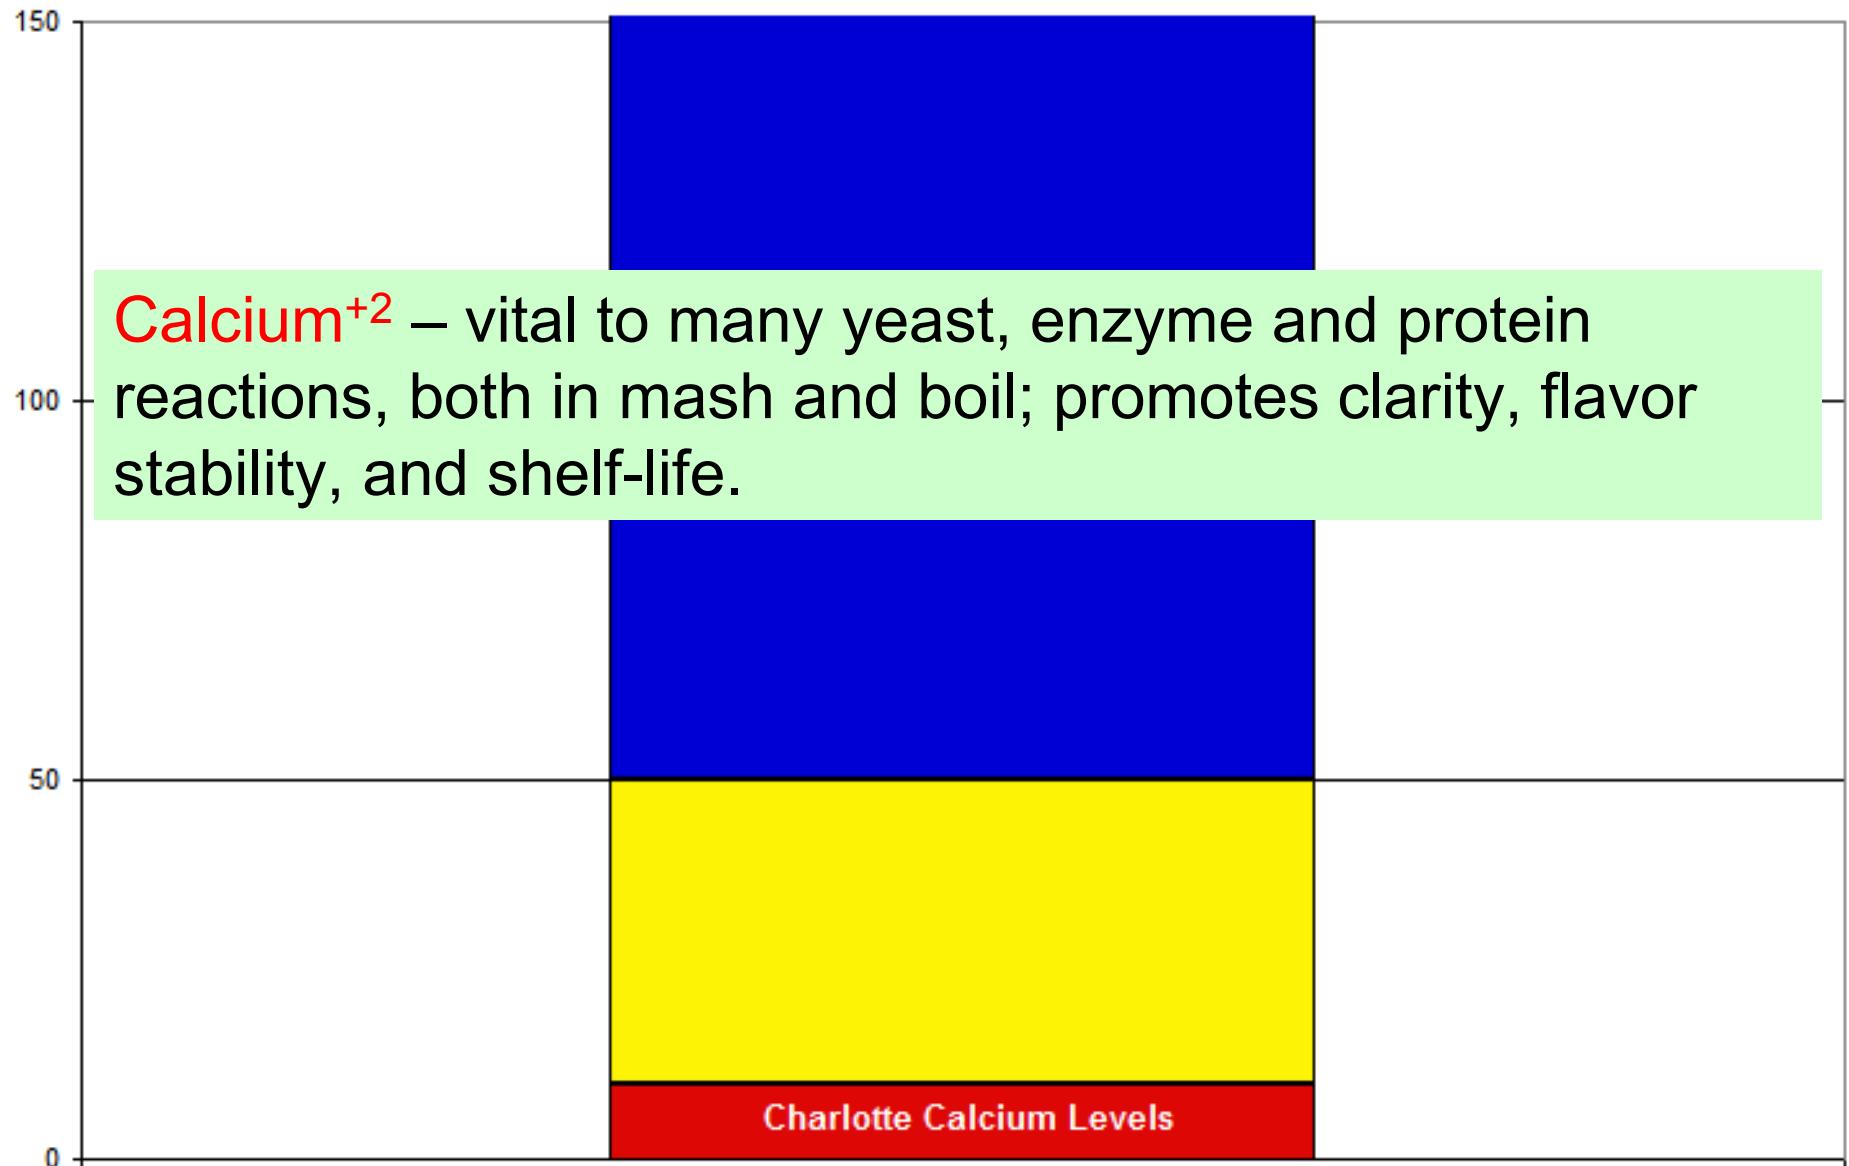 150
Calcium+2 – vital to many yeast, enzyme and protein
reactions, both in mash and boil; promotes clarity, flavor
stability, and shelf-life.
100
50
Charlotte Calcium Levels
0